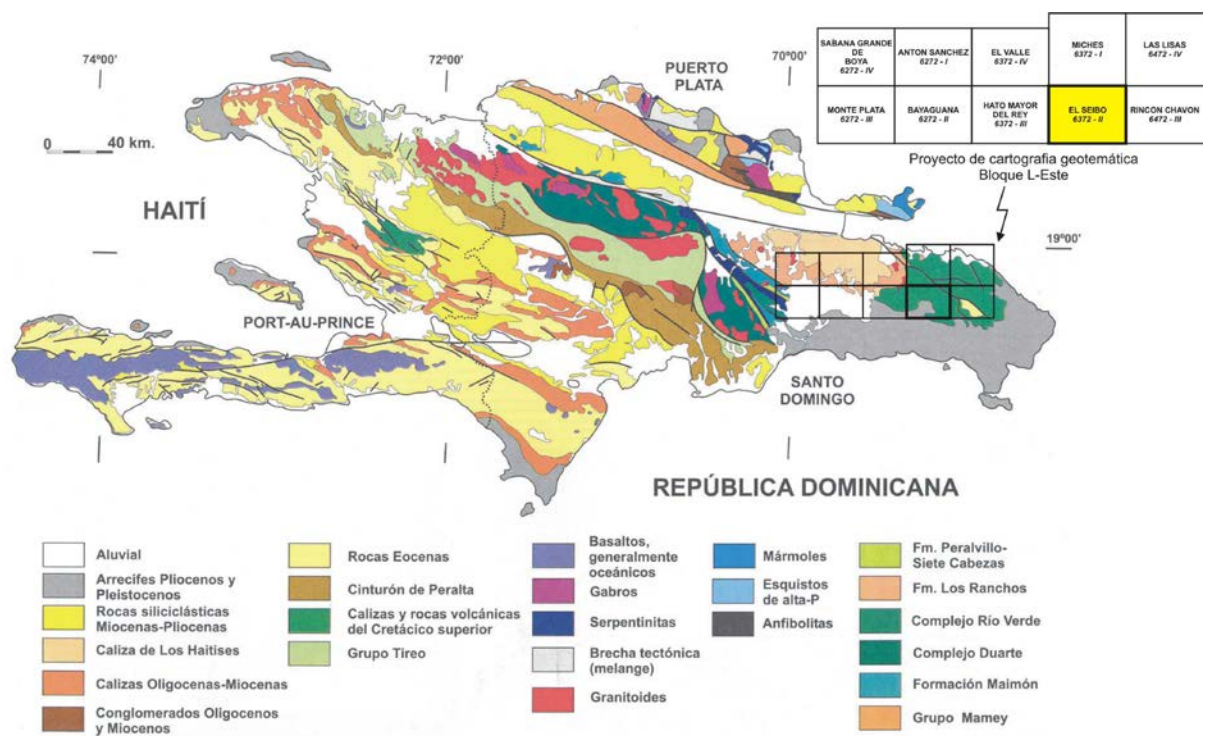 74º00'
72º00'
70º00'
PUERTO
PLATA
0 40 km.
HAITÍ
SABANA GRANDE
DE
BOYA
6272 - IV
ANTON SANCHEZ
6272 - I
EL VALLE
6372 - IV
MICHES
6372 - I
LAS LISAS
6472 - IV
MONTE PLATA
6272 - III
BAYAGUANA
6272 - II
HATO MAYOR
DEL REY
6372 - III
EL SEIBO
6372 - II
RINCON CHAVON
6472 - III
Proyecto de cartografia geotemática
Bloque L-Este
19º00'
PORT-AU-PRINCE
SANTO
DOMINGO
REPÚBLICA DOMINICANA
Aluvial
Arrecifes Pliocenos y
Pleistocenos
Rocas siliciclásticas
Miocenas-Pliocenas
Caliza de Los Haitises
Calizas Oligocenas-Miocenas
Conglomerados Oligocenos
y Miocenos
Rocas Eocenas
Cinturón de Peralta
Calizas y rocas volcánicas
del Cretácico superior
Grupo Tireo
Basaltos,
generalmente
oceánicos
Gabros
Serpentinitas
Brecha tectónica
(melange)
Granitoides
Mármoles
Esquistos
de alta-P
Anfibolitas
Fm. Peralvillo-
Siete Cabezas
Fm. Los Ranchos
Complejo Río Verde
Complejo Duarte
Formación Maimón
Grupo Mamey